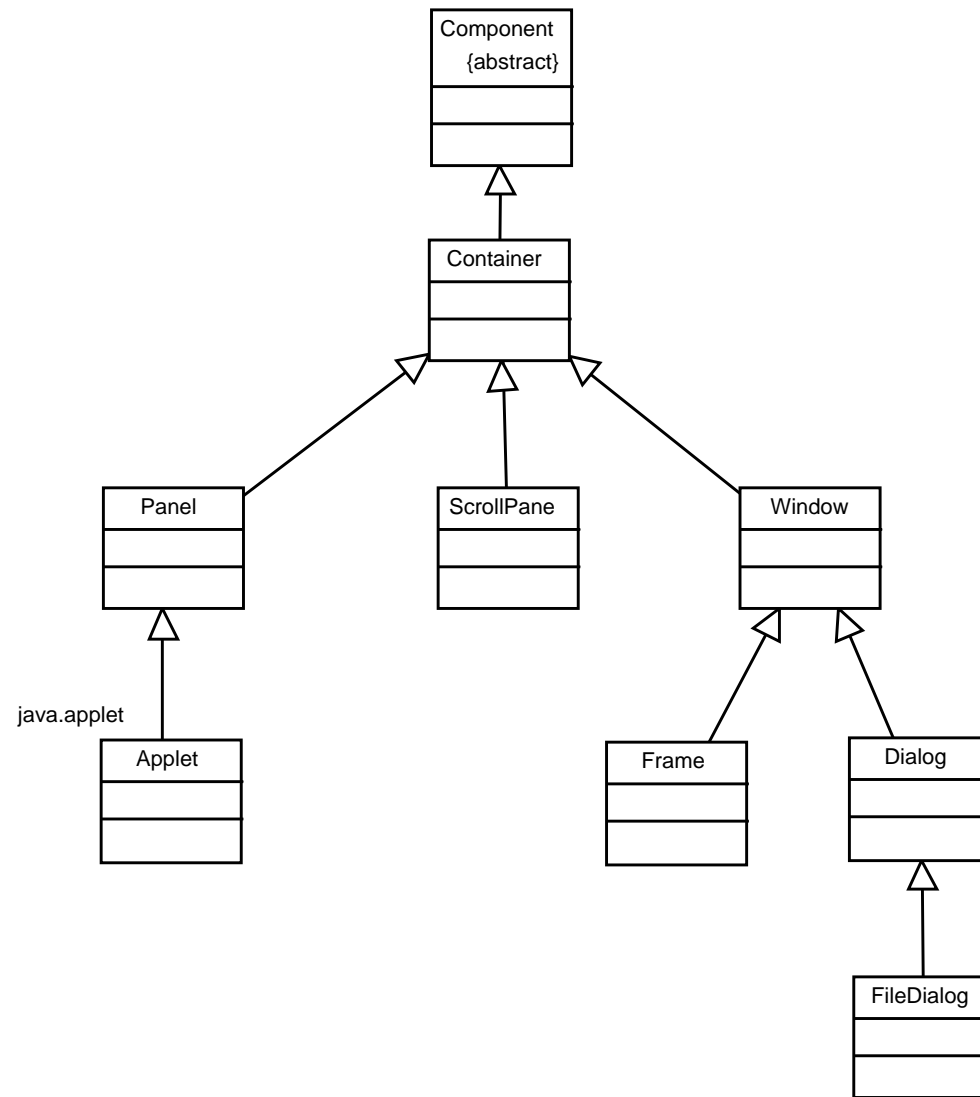 Component
{abstract}
Container
Panel
ScrollPane
Window
java.applet
Applet
Frame
Dialog
FileDialog